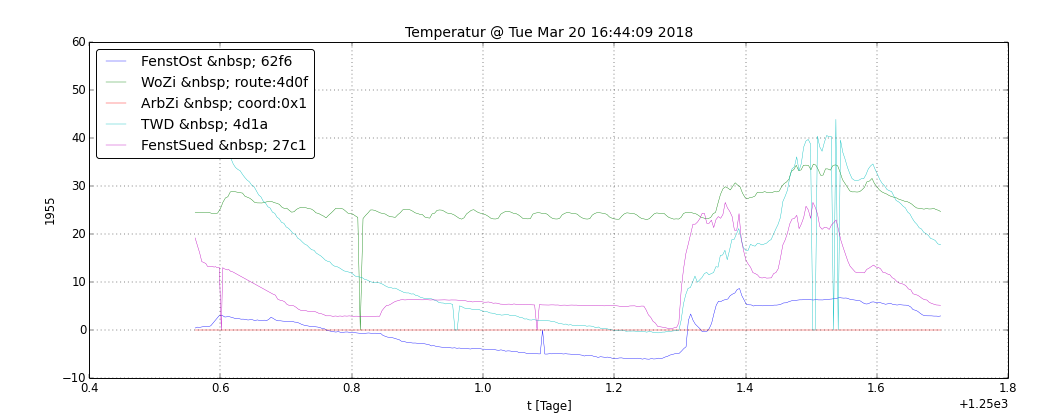 Temperatur @ Tue Mar 20 16:44:09 2018
60
50
40
30
20
10
0
−10
1955
FenstOst &nbsp; 62f6
WoZi &nbsp; route:4d0f
ArbZi &nbsp; coord:0x1
TWD &nbsp; 4d1a
FenstSued &nbsp; 27c1
0.4 0.6 0.8 1.0 1.2 1.4 1.6 1.8
t [Tage]
+1.25e3